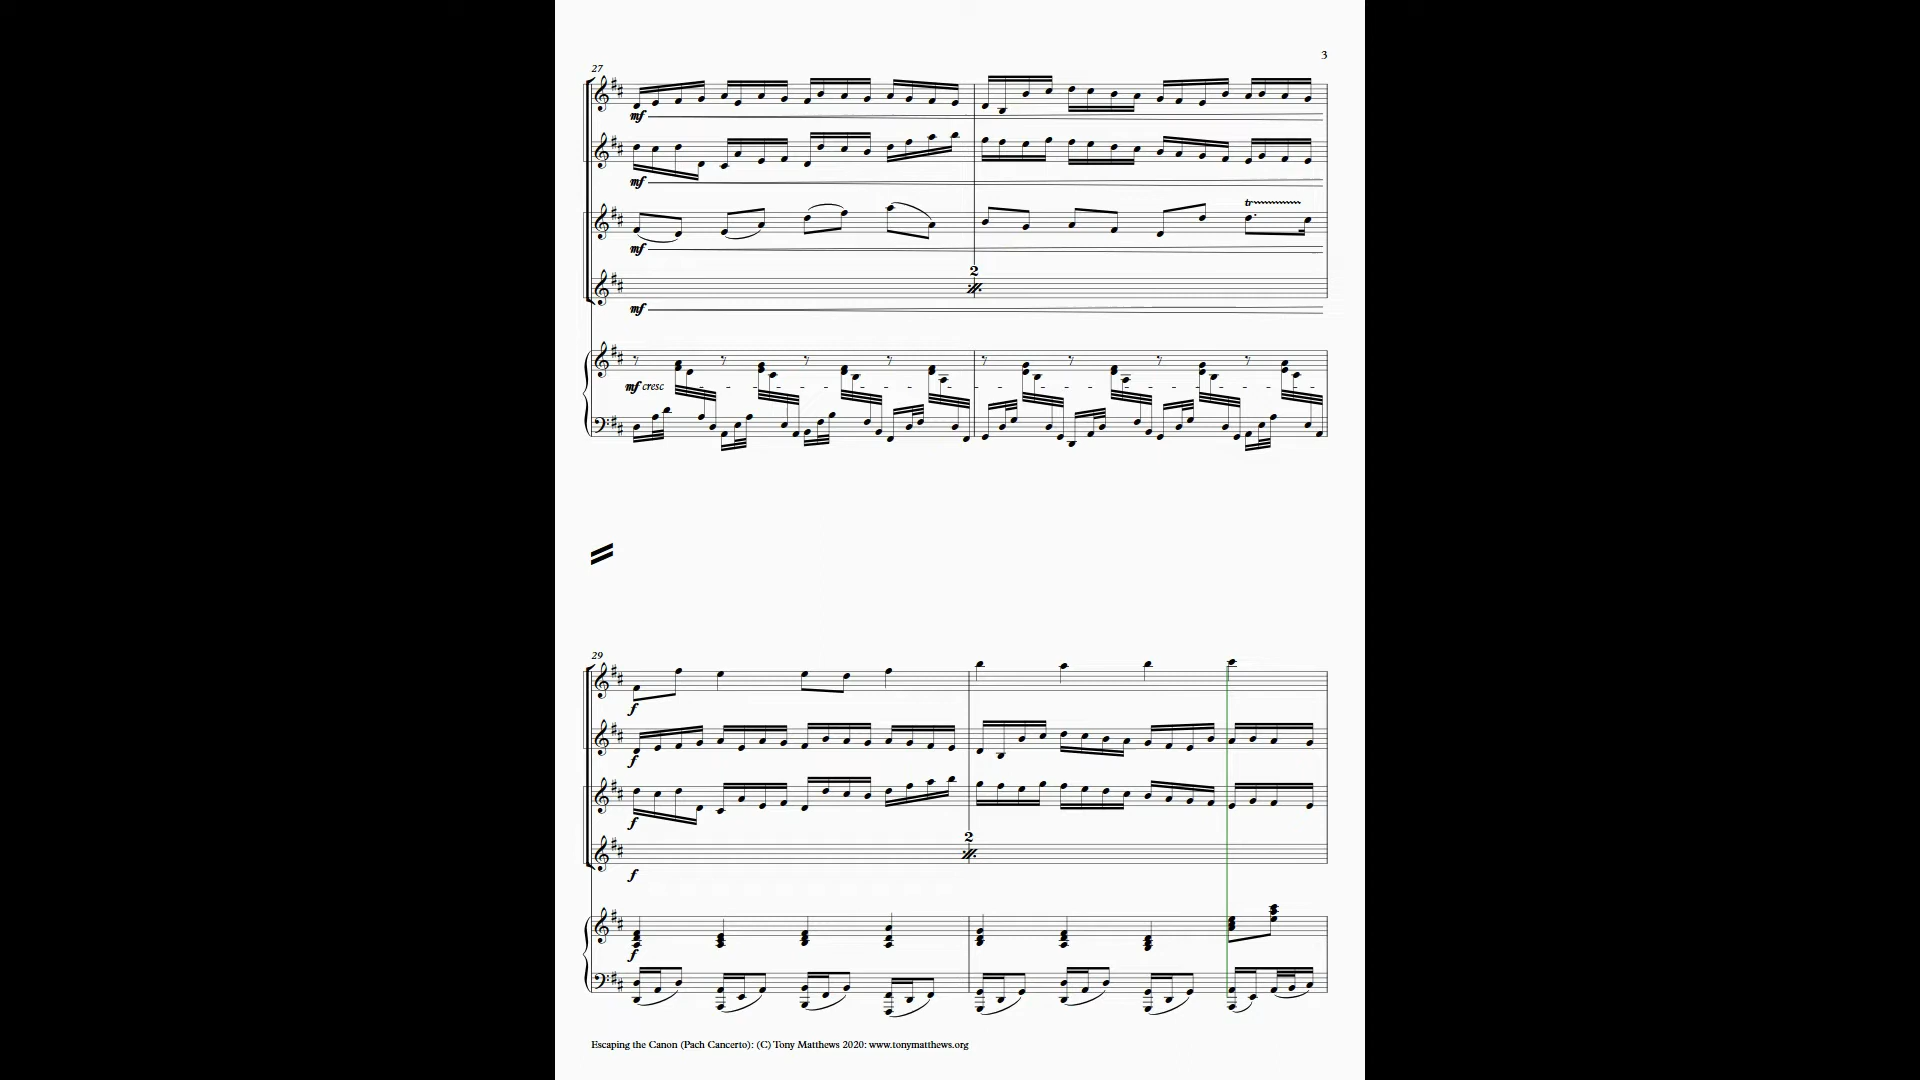 3
27
mf
mf
tr
mf
2
mf
mf cresc
29
f
f
f
2
f
f
Escaping the Canon (Pach Cancerto): (C) Tony Matthews 2020: www.tonymatthews.org